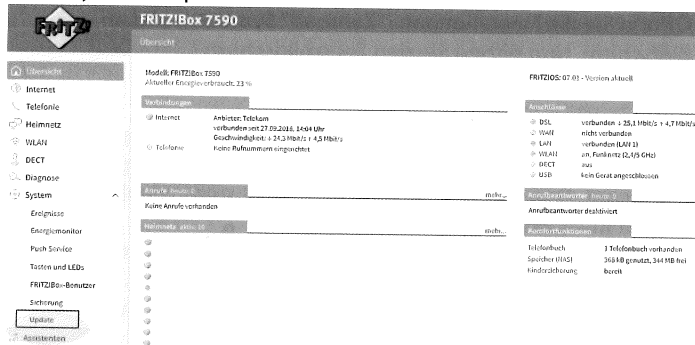 FRITZ!
FRITZ!Box 7590
Übersicht
Übersicht
Internet
Telefonie
Heimnetz
WLAN
DECT
Diagnose
System
Ereignisse
Energiemonitor
Push Service
Tasten und LEDs
FRITZ!Box-Benutzer
Sicherung
Update
Assistenten
Modell: FRITZ!Box 7590
Aktueller Energieverbrauch: 23 %
FRITZ!OS: 07.01 - Version aktuell
Verbindungen
Internet Anbieter: Telekom
verbunden seit 27.09.2018, 14:04 Uhr
Geschwindigkeit: ↓ 24,3 Mbit/s ↑ 4,5 Mbit/s
Telefonie Keine Rufnummern eingerichtet
Anschlüsse
DSL verbunden ↓ 25,1 Mbit/s ↑ 4,7 Mbit/s
WAN nicht verbunden
LAN verbunden (LAN 1)
WLAN an, Funknetz (2,4/5 GHz)
DECT aus
USB kein Gerät angeschlossen
Anrufe heute: 0 mehr...
Keine Anrufe vorhanden
Anrufbeantworter heute: 0
Anrufbeantworter deaktiviert
Heimnetz aktiv: 10 mehr...
Komfortfunktionen
Telefonbuch 1 Telefonbuch vorhanden
Speicher (NAS) 368 kB genutzt, 344 MB frei
Kindersicherung bereit